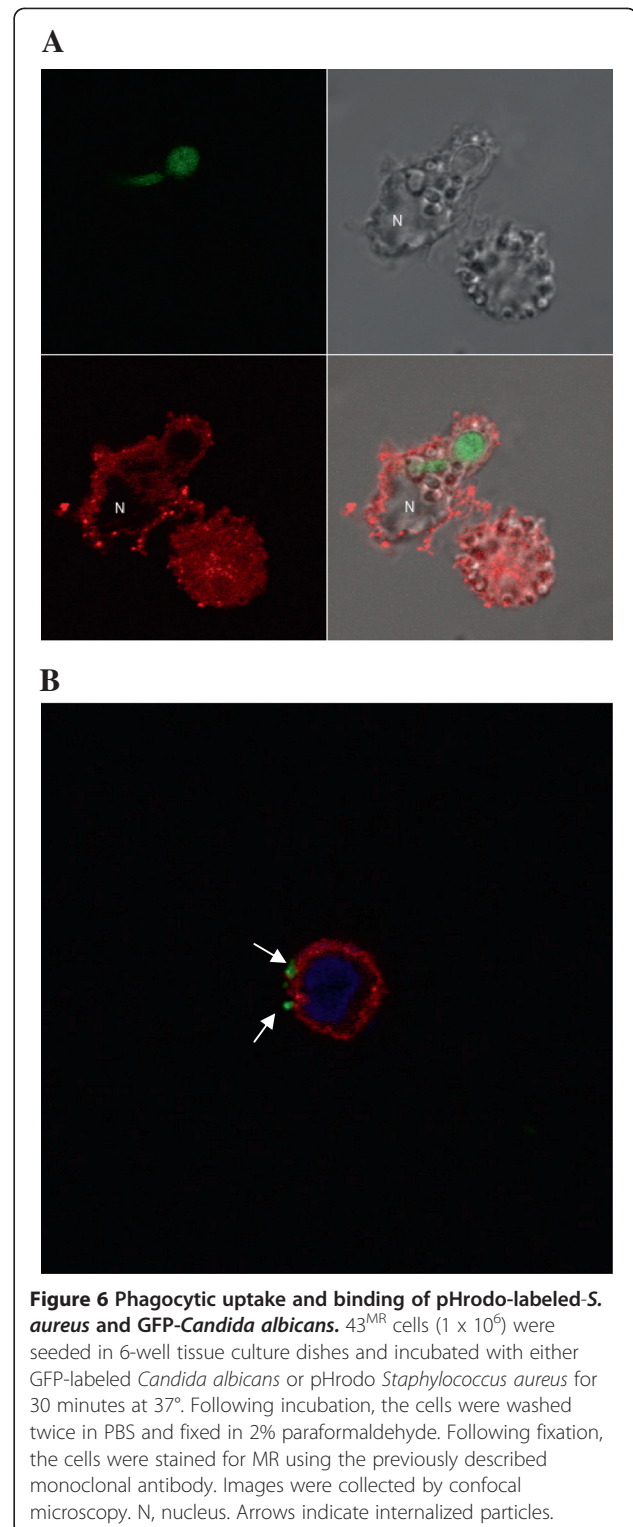 A
N
N
B
Figure 6 Phagocytic uptake and binding of pHrodo-labeled-S.
aureus and GFP-Candida albicans. 43^MR cells (1 x 10^6) were
seeded in 6-well tissue culture dishes and incubated with either
GFP-labeled Candida albicans or pHrodo Staphylococcus aureus for
30 minutes at 37°. Following incubation, the cells were washed
twice in PBS and fixed in 2% paraformaldehyde. Following fixation,
the cells were stained for MR using the previously described
monoclonal antibody. Images were collected by confocal
microscopy. N, nucleus. Arrows indicate internalized particles.